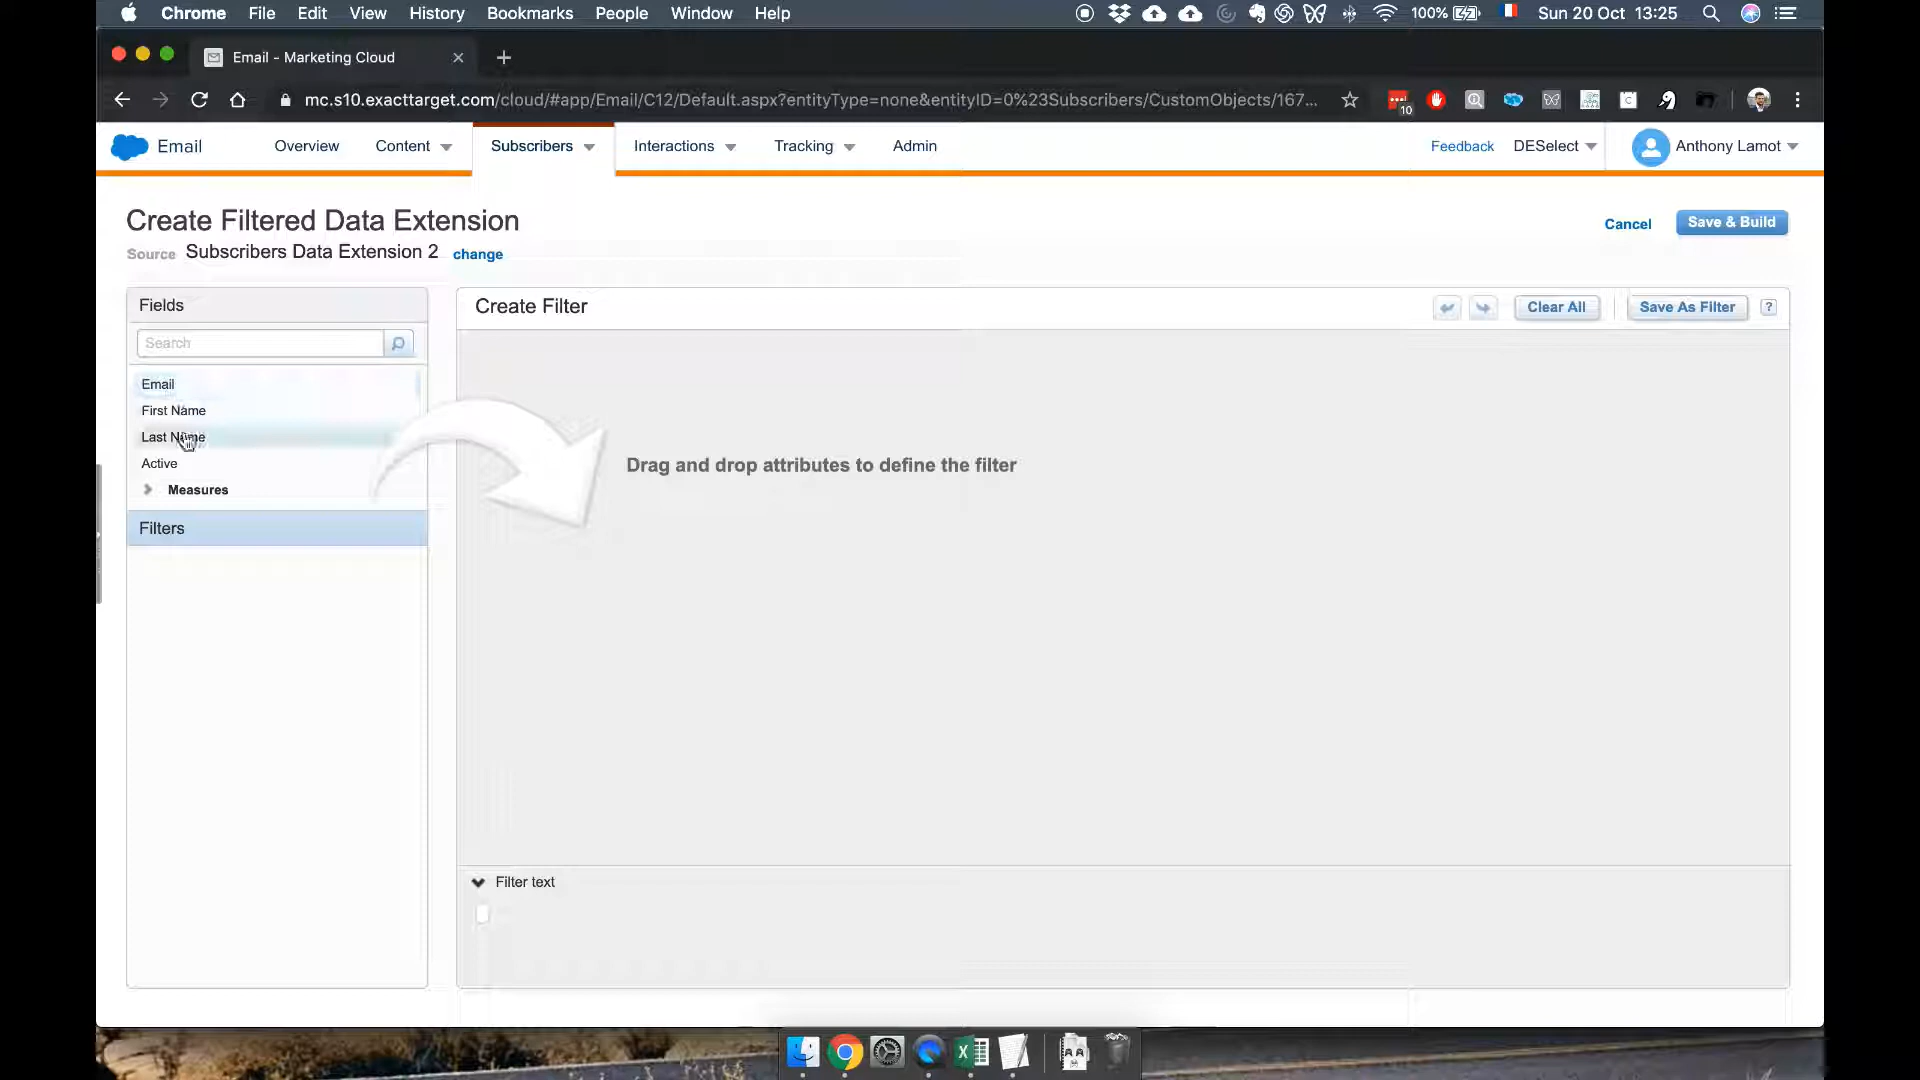 Chrome File Edit View History Bookmarks People Window Help 100% Sun 20 Oct 13:25
Email - Marketing Cloud
mc.s10.exacttarget.com/cloud/#app/Email/C12/Default.aspx?entityType=none&entityID=0%23Subscribers/CustomObjects/167... 10
Email Overview Content Subscribers Interactions Tracking Admin Feedback DESelect Anthony Lamot
Create Filtered Data Extension
Cancel Save & Build
Source Subscribers Data Extension 2 change
Fields
Create Filter Clear All Save As Filter ?
Search
Email
First Name
Last Name
Active
Measures
Filters
Drag and drop attributes to define the filter
Filter text